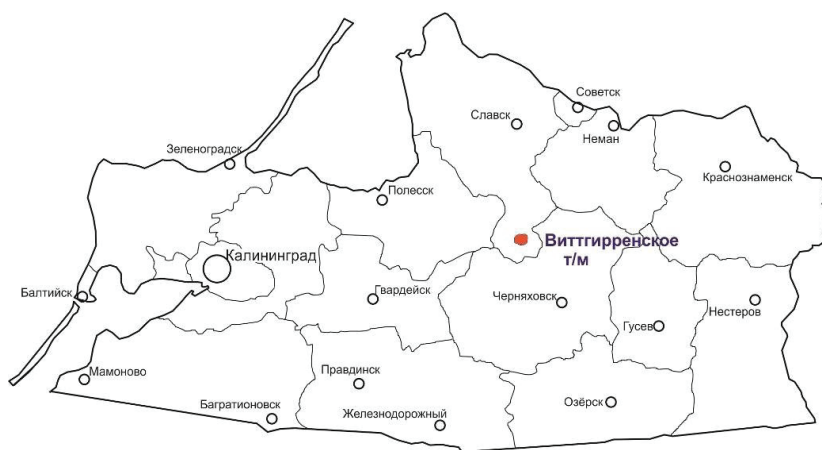 Советск
Славск
Неман
Зеленоградск
Краснознаменск
Полесск
Виттгирренское
т/м
Калининград
Балтийск
Гвардейск
Черняховск
Нестеров
Гусев
Мамоново
Правдинск
Багратионовск
Железнодорожный
Озёрск